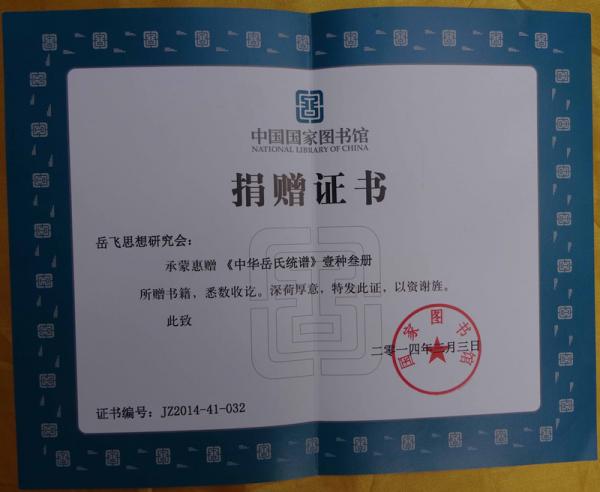 中国国家图书馆
NATIONAL LIBRARY OF CHINA
捐赠证书
岳飞思想研究会：
承蒙惠赠 《中华岳氏统谱》壹种叁册
所赠书籍，悉数收讫。深荷厚意，特发此证，以资谢旌。
此致
二零一四年 月三日
国家图书馆
证书编号：JZ2014-41-032